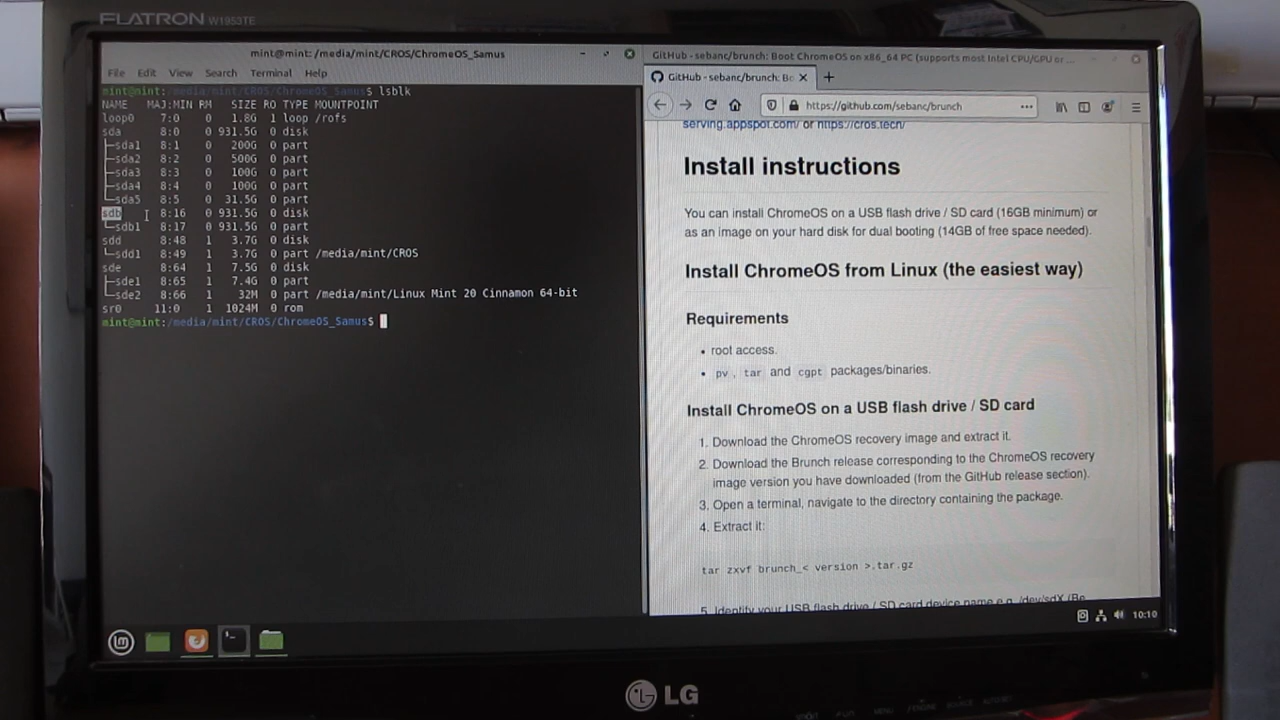 FLATRON W1953TE
mint@mint: /media/mint/CROS/ChromeOS_Samus
File Edit View Search Terminal Help
mint@mint:/media/mint/CROS/ChromeOS_Samus$ lsblk
NAME MAJ:MIN RM SIZE RO TYPE MOUNTPOINT
loop0 7:0 0 1.8G 1 loop /rofs
sda 8:0 0 931.5G 0 disk
├─sda1 8:1 0 200G 0 part
├─sda2 8:2 0 500G 0 part
├─sda3 8:3 0 100G 0 part
├─sda4 8:4 0 100G 0 part
└─sda5 8:5 0 31.5G 0 part
sdb 8:16 0 931.5G 0 disk
└─sdb1 8:17 0 931.5G 0 part
sdd 8:48 1 3.7G 0 disk
└─sdd1 8:49 1 3.7G 0 part /media/mint/CROS
sde 8:64 1 7.5G 0 disk
├─sde1 8:65 1 7.4G 0 part
└─sde2 8:66 1 32M 0 part /media/mint/Linux Mint 20 Cinnamon 64-bit
sr0 11:0 1 1024M 0 rom
mint@mint:/media/mint/CROS/ChromeOS_Samus$
GitHub - sebanc/brunch: Boot ChromeOS on x86_64 PC (supports most Intel CPU/GPU or ...
GitHub - sebanc/brunch: Bo
https://github.com/sebanc/brunch
serving.appspot.com/ or https://cros.tech/
Install instructions
You can install ChromeOS on a USB flash drive / SD card (16GB minimum) or
as an image on your hard disk for dual booting (14GB of free space needed).
Install ChromeOS from Linux (the easiest way)
Requirements
• root access.
• pv , tar and cgpt packages/binaries.
Install ChromeOS on a USB flash drive / SD card
1. Download the ChromeOS recovery image and extract it.
2. Download the Brunch release corresponding to the ChromeOS recovery
image version you have downloaded (from the GitHub release section).
3. Open a terminal, navigate to the directory containing the package.
4. Extract it:
tar zxvf brunch_< version >.tar.gz
5. Identify your USB flash drive / SD card device name e.g. /dev/sdX (Be
10:10
LG